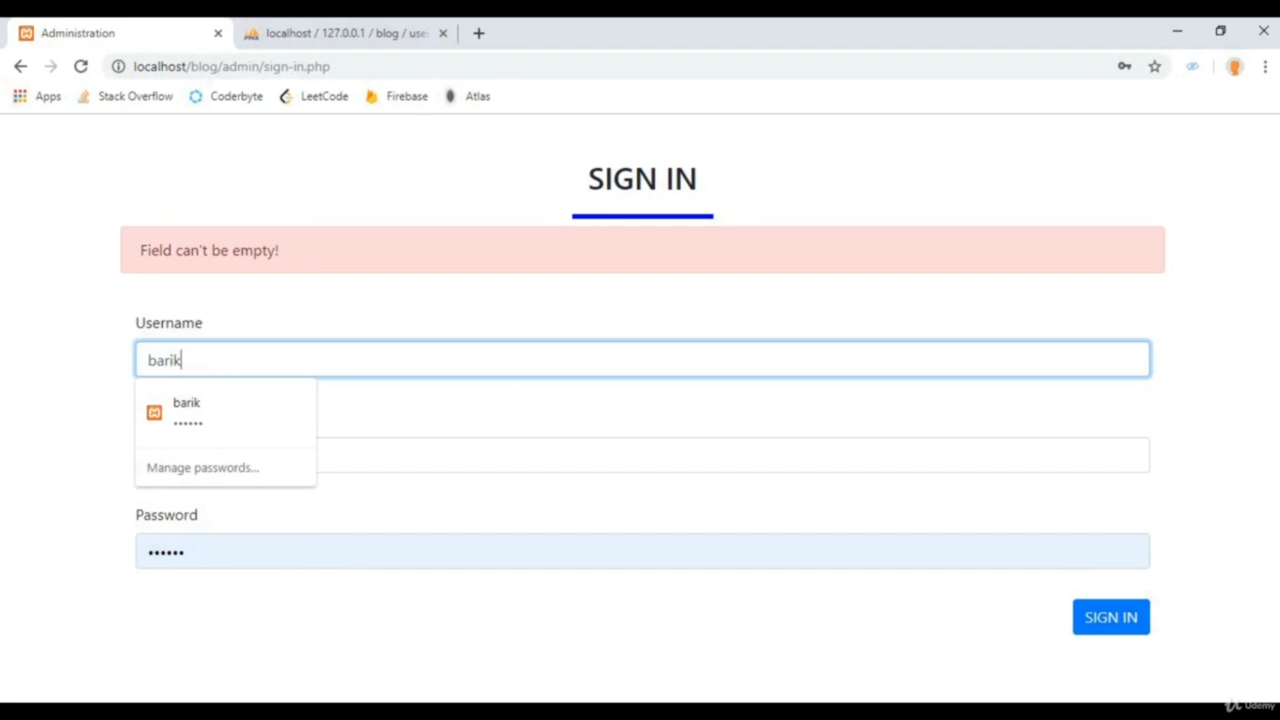 Administration
localhost / 127.0.0.1 / blog / use
localhost/blog/admin/sign-in.php
Apps
Stack Overflow
Coderbyte
LeetCode
Firebase
Atlas
SIGN IN
Field can't be empty!
Username
barik
barik
••••••
Manage passwords...
Password
••••••
SIGN IN
Udemy